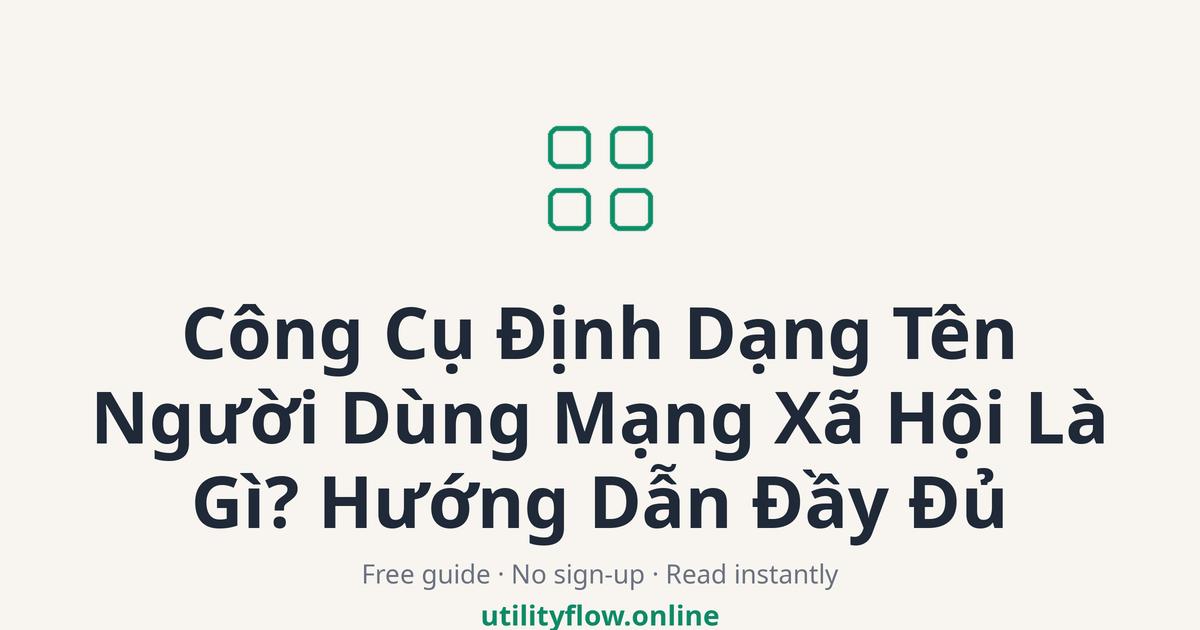 Công Cụ Định Dạng Tên
Người Dùng Mạng Xã Hội Là
Gì? Hướng Dẫn Đầy Đủ
Free guide · No sign-up · Read instantly
utilityflow.online